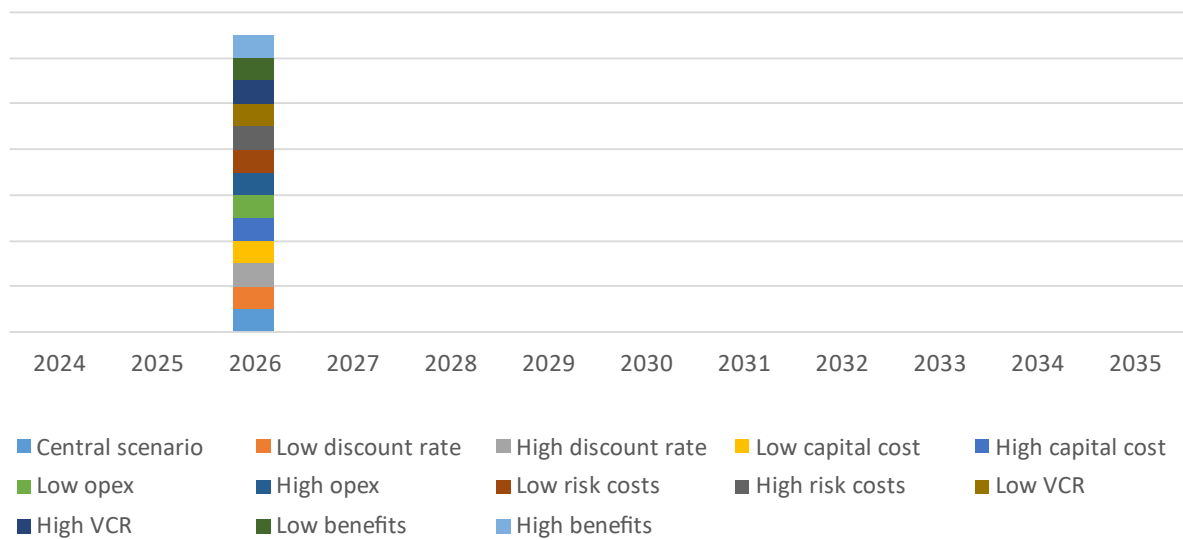 2024 2025 2026 2027 2028 2029 2030 2031 2032 2033 2034 2035
Central scenario Low discount rate High discount rate Low capital cost High capital cost
Low opex High opex Low risk costs High risk costs Low VCR
High VCR Low benefits High benefits